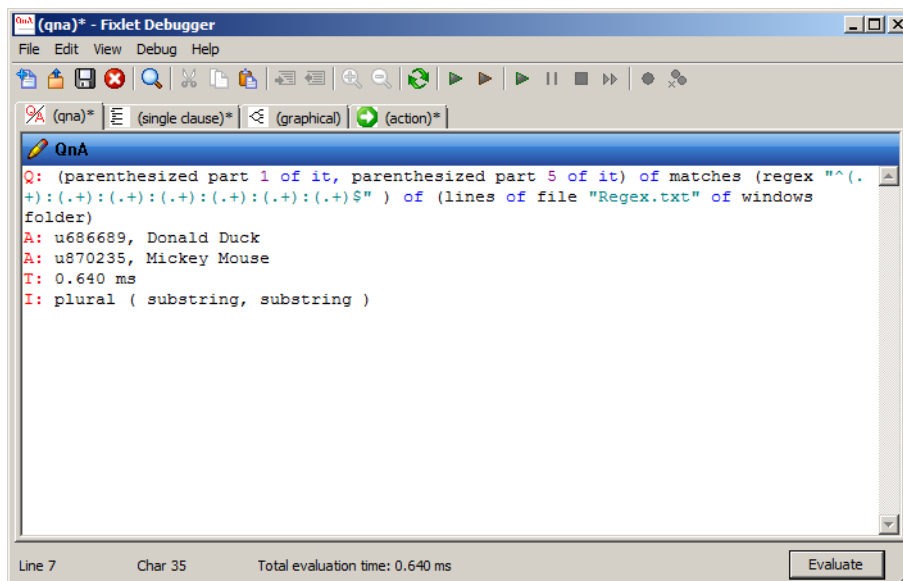 QnA (qna)* - Fixlet Debugger
File Edit View Debug Help
(qna)* (single clause)* (graphical) (action)*
QnA
Q: (parenthesized part 1 of it, parenthesized part 5 of it) of matches (regex "^(.
+):(.+):(.+):(.+):(.+):(.+):(.+)$" ) of (lines of file "Regex.txt" of windows
folder)
A: u686689, Donald Duck
A: u870235, Mickey Mouse
T: 0.640 ms
I: plural ( substring, substring )
Line 7 Char 35 Total evaluation time: 0.640 ms Evaluate